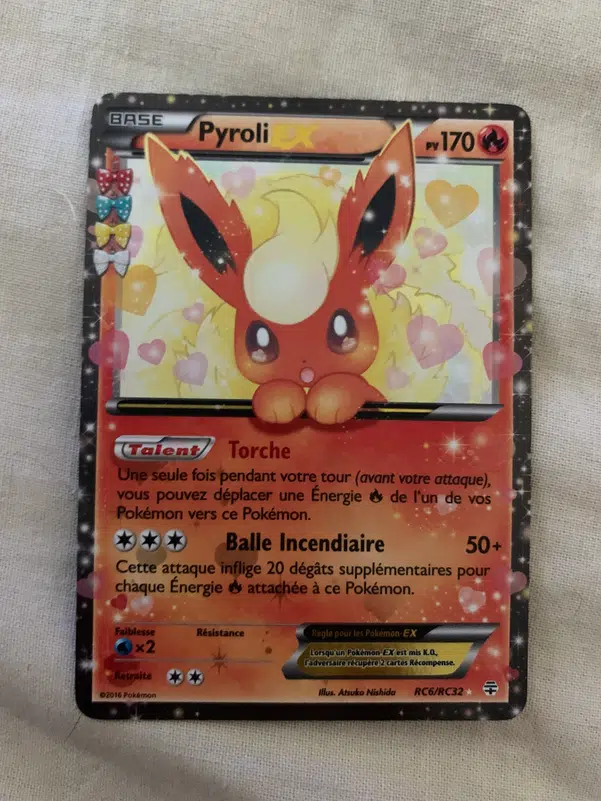 BASE
PyroliEX
PV170
Talent Torche
Une seule fois pendant votre tour (avant votre attaque),
vous pouvez déplacer une Énergie de l'un de vos
Pokémon vers ce Pokémon.
Balle Incendiaire 50+
Cette attaque inflige 20 dégâts supplémentaires pour
chaque Énergie attachée à ce Pokémon.
Faiblesse Résistance
×2
Retraite
Règle pour les Pokémon-EX
Lorsqu'un Pokémon-EX est mis K.O.,
l'adversaire récupère 2 cartes Récompense.
©2016 Pokémon Illus. Atsuko Nishida RC6/RC32